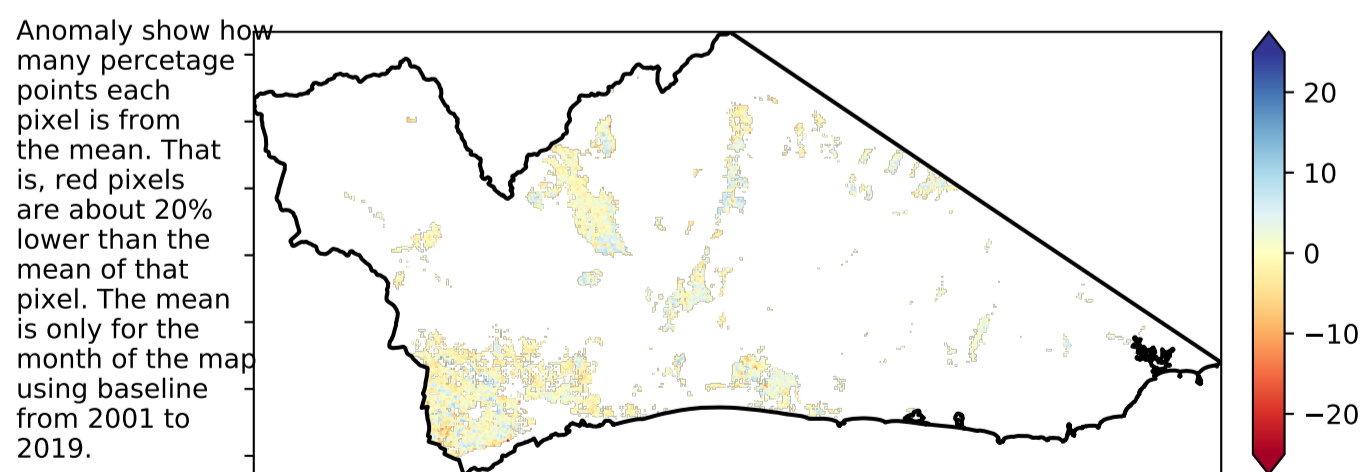 Anomaly show how
many percetage
points each
pixel is from
the mean. That
is, red pixels
are about 20%
lower than the
mean of that
pixel. The mean
is only for the
month of the map
using baseline
from 2001 to
2019.
20
10
0
−10
−20